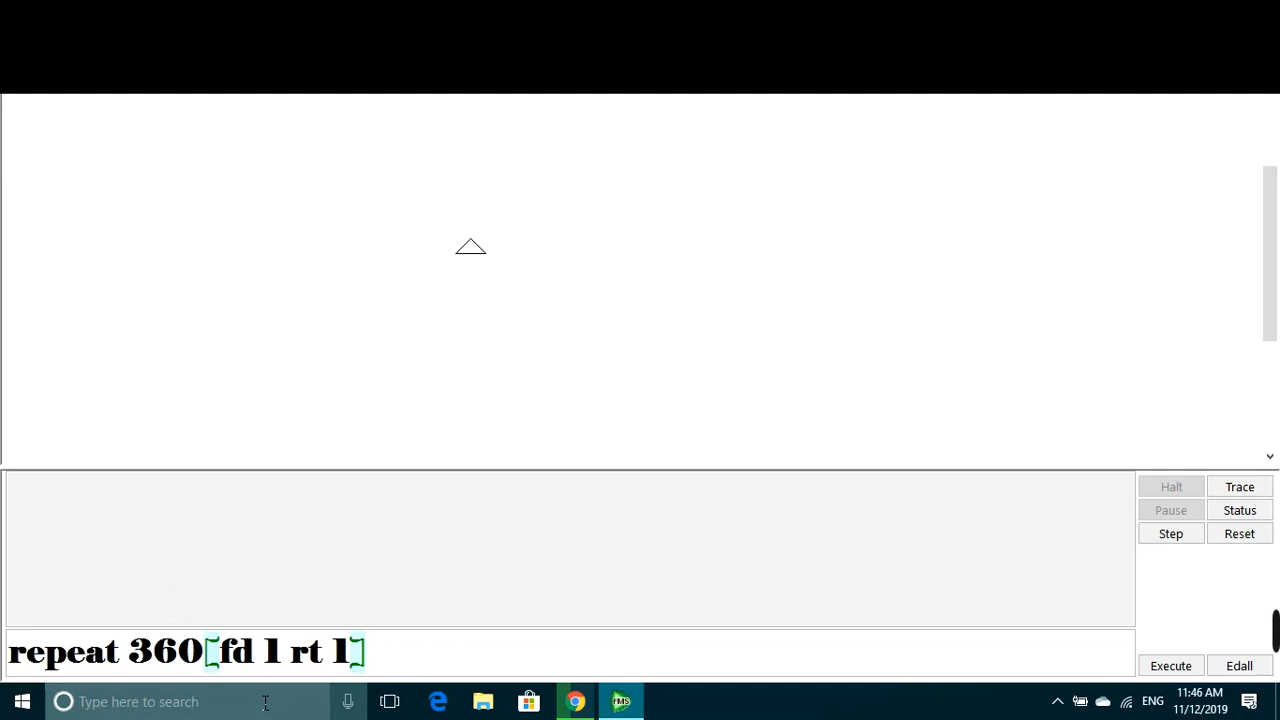 Halt Trace
Pause Status
Step Reset
repeat 360[fd 1 rt 1]
Execute Edall
Type here to search
FMS
ENG
11:46 AM
11/12/2019